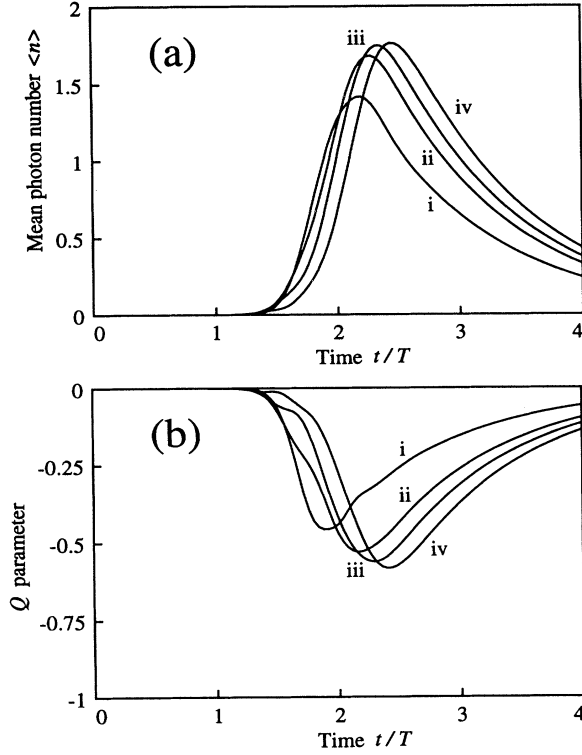 2
(a)
iii
1.5
iv
Mean photon number <n>
1
ii
i
0.5
0
0 1 2 3 4
Time t/T
0
(b)
i
-0.25
ii
Q parameter
-0.5
iii
iv
-0.75
-1
0 1 2 3 4
Time t/T